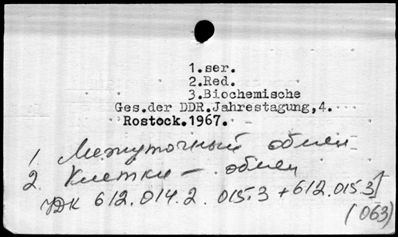 1.ser.
2.Red.
3.Biochemische
Ges.der DDR.Jahrestagung,4.
Rostock.1967.
1. Межуточный обмен
2. Клетки — обмен
УДК 612.014.2.015.3 + 612.015.3]
(063)